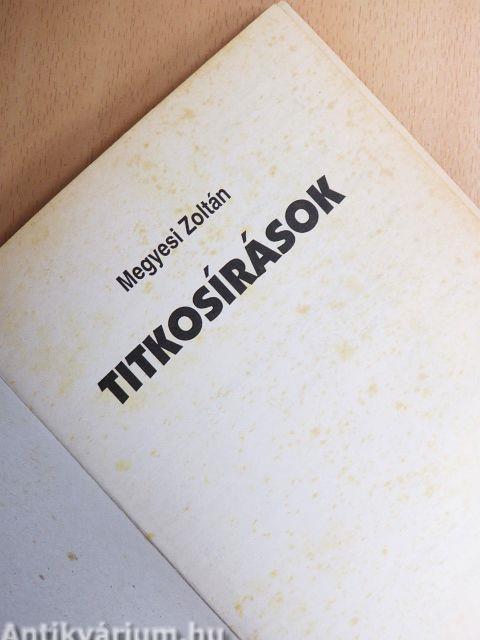 Megyesi Zoltán
TITKOSÍRÁSOK
Antikvárium.hu